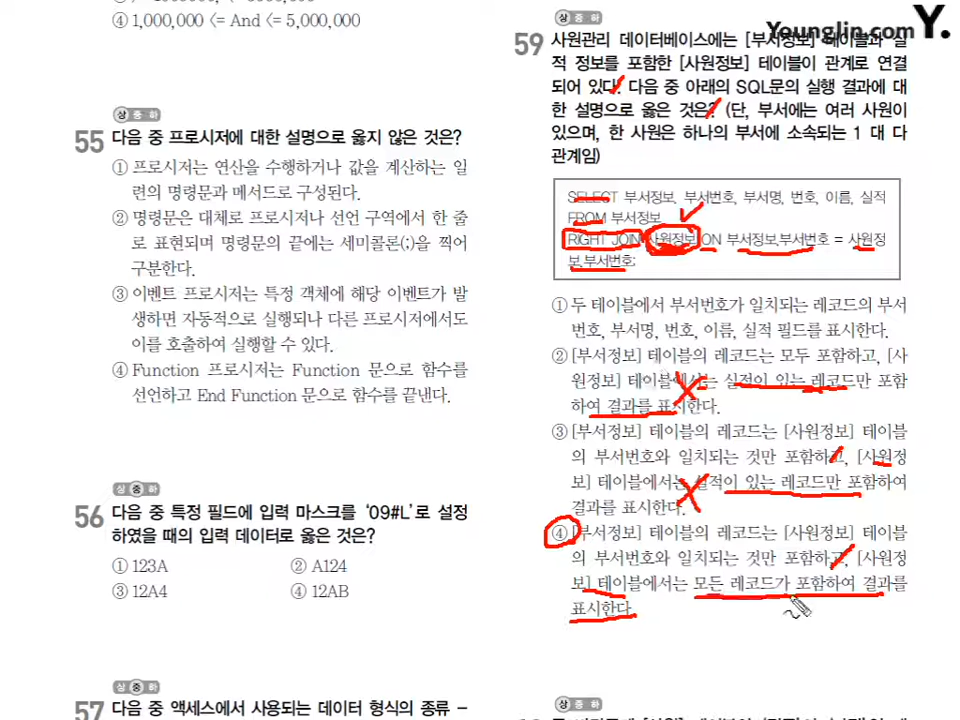 ④ 1,000,000 <= And <= 5,000,000
상 중 하
55 다음 중 프로시저에 대한 설명으로 옳지 않은 것은?
① 프로시저는 연산을 수행하거나 값을 계산하는 일
련의 명령문과 메서드로 구성된다.
② 명령문은 대체로 프로시저나 선언 구역에서 한 줄
로 표현되며 명령문의 끝에는 세미콜론(;)을 찍어
구분한다.
③ 이벤트 프로시저는 특정 객체에 해당 이벤트가 발
생하면 자동적으로 실행되나 다른 프로시저에서도
이를 호출하여 실행할 수 있다.
④ Function 프로시저는 Function 문으로 함수를
선언하고 End Function 문으로 함수를 끝낸다.
상 중 하
56 다음 중 특정 필드에 입력 마스크를 ‘09#L’로 설정
하였을 때의 입력 데이터로 옳은 것은?
① 123A ② A124
③ 12A4 ④ 12AB
상 중 하
57 다음 중 액세스에서 사용되는 데이터 형식의 종류 –
Younglin.com Y.
상 중 하
59 사원관리 데이터베이스에는 [부서정보] 테이블과 실
적 정보를 포함한 [사원정보] 테이블이 관계로 연결
되어 있다. 다음 중 아래의 SQL문의 실행 결과에 대
한 설명으로 옳은 것은? (단, 부서에는 여러 사원이
있으며, 한 사원은 하나의 부서에 소속되는 1 대 다
관계임)
SELECT 부서정보, 부서번호, 부서명, 번호, 이름, 실적
FROM 부서정보
RIGHT JOIN 사원정보 ON 부서정보.부서번호 = 사원정
보.부서번호;
① 두 테이블에서 부서번호가 일치되는 레코드의 부서
번호, 부서명, 번호, 이름, 실적 필드를 표시한다.
② [부서정보] 테이블의 레코드는 모두 포함하고, [사
원정보] 테이블에서는 실적이 있는 레코드만 포함
하여 결과를 표시한다.
③ [부서정보] 테이블의 레코드는 [사원정보] 테이블
의 부서번호와 일치되는 것만 포함하고, [사원정
보] 테이블에서는 실적이 있는 레코드만 포함하여
결과를 표시한다.
④ [부서정보] 테이블의 레코드는 [사원정보] 테이블
의 부서번호와 일치되는 것만 포함하고, [사원정
보] 테이블에서는 모든 레코드가 포함하여 결과를
표시한다.
상 중 하